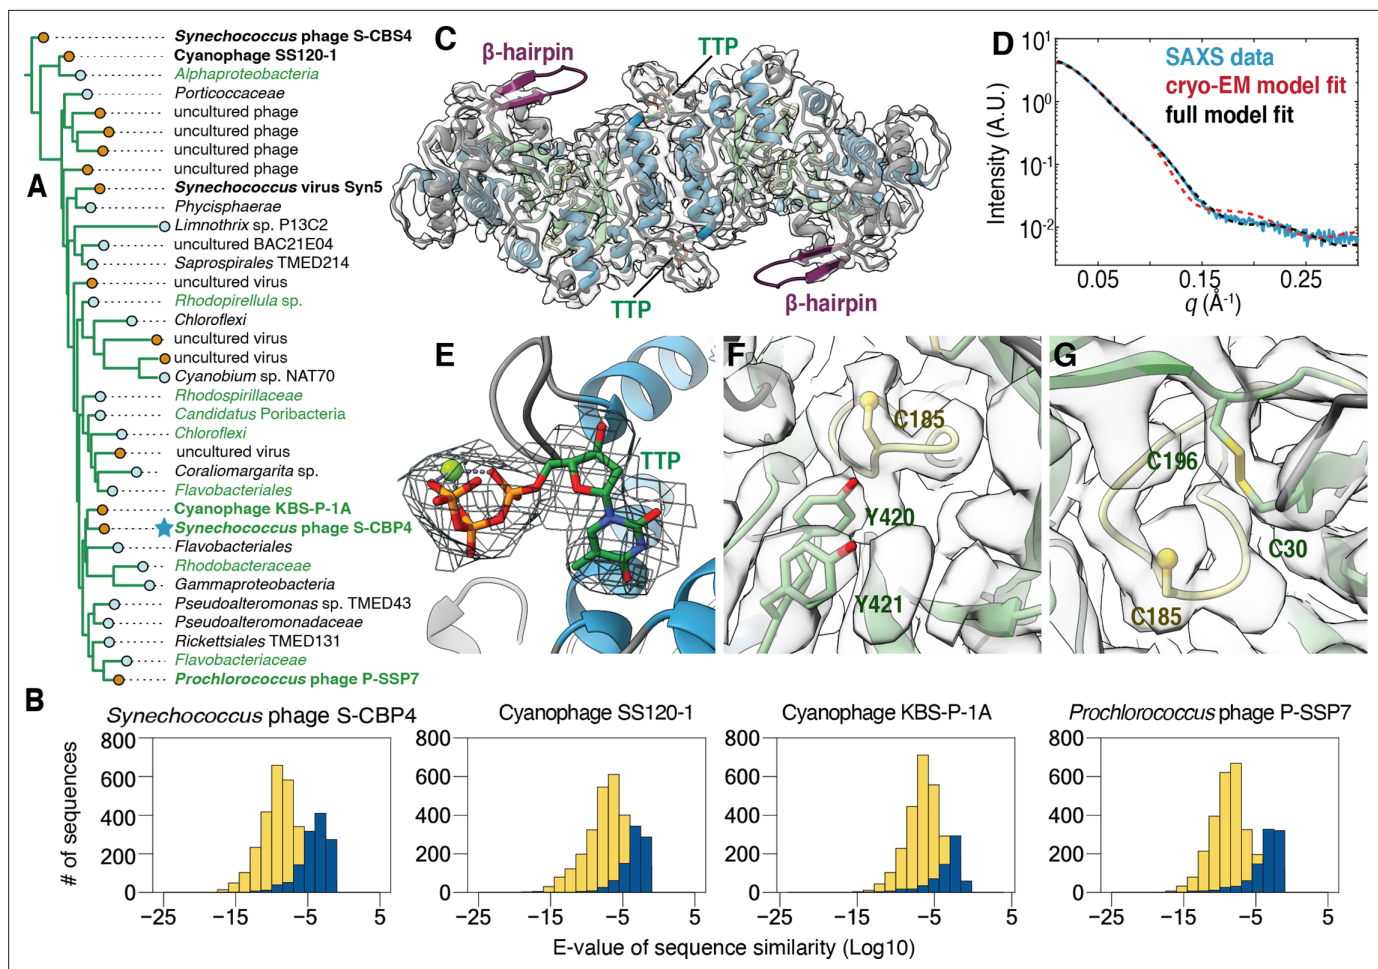 A
Synechococcus phage S-CBS4
Cyanophage SS120-1
Alphaproteobacteria
Porticoccaceae
uncultured phage
uncultured phage
uncultured phage
uncultured phage
Synechococcus virus Syn5
Phycisphaerae
Limnothrix sp. P13C2
uncultured BAC21E04
Saprospirales TMED214
uncultured virus
Rhodopirellula sp.
Chloroflexi
uncultured virus
uncultured virus
Cyanobium sp. NAT70
Rhodospirillaceae
Candidatus Poribacteria
Chloroflexi
uncultured virus
Coraliomargarita sp.
Flavobacteriales
Cyanophage KBS-P-1A
Synechococcus phage S-CBP4
Flavobacteriales
Rhodobacteraceae
Gammaproteobacteria
Pseudoalteromonas sp. TMED43
Pseudoalteromonadaceae
Rickettsiales TMED131
Flavobacteriaceae
Prochlorococcus phage P-SSP7
C
β-hairpin
TTP
TTP
β-hairpin
D
SAXS data
cryo-EM model fit
full model fit
Intensity (A.U.)
10¹
10⁰
10⁻¹
10⁻²
0.05 0.15 0.25
q (Å⁻¹)
E
TTP
F
C185
Y420
Y421
G
C196
C30
C185
B
Synechococcus phage S-CBP4
Cyanophage SS120-1
Cyanophage KBS-P-1A
Prochlorococcus phage P-SSP7
# of sequences
800
600
400
200
0
−25 −15 −5 5
800
600
400
200
0
−25 −15 −5 5
800
600
400
200
0
−25 −15 −5 5
800
600
400
200
0
−25 −15 −5 5
E-value of sequence similarity (Log10)